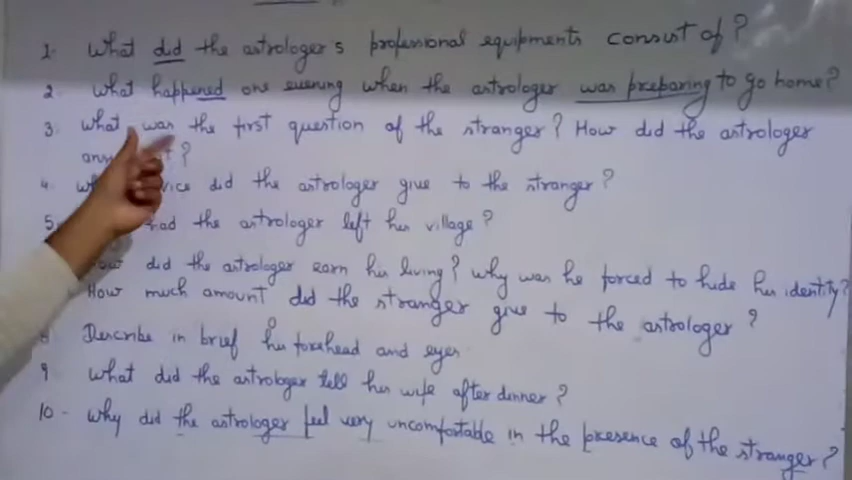 1. What did the astrologer's professional equipments consist of?
2. What happened one evening when the astrologer was preparing to go home?
3. What was the first question of the stranger? How did the astrologer
?
4. did the astrologer give to the stranger?
5. had the astrologer left his village?
did the astrologer earn his living? Why was he forced to hide his identity?
How much amount did the stranger give to the astrologer?
8 Describe in brief his forehead and eyes
9 What did the astrologer tell his wife after dinner?
10- Why did the astrologer feel very uncomfortable in the presence of the stranger?